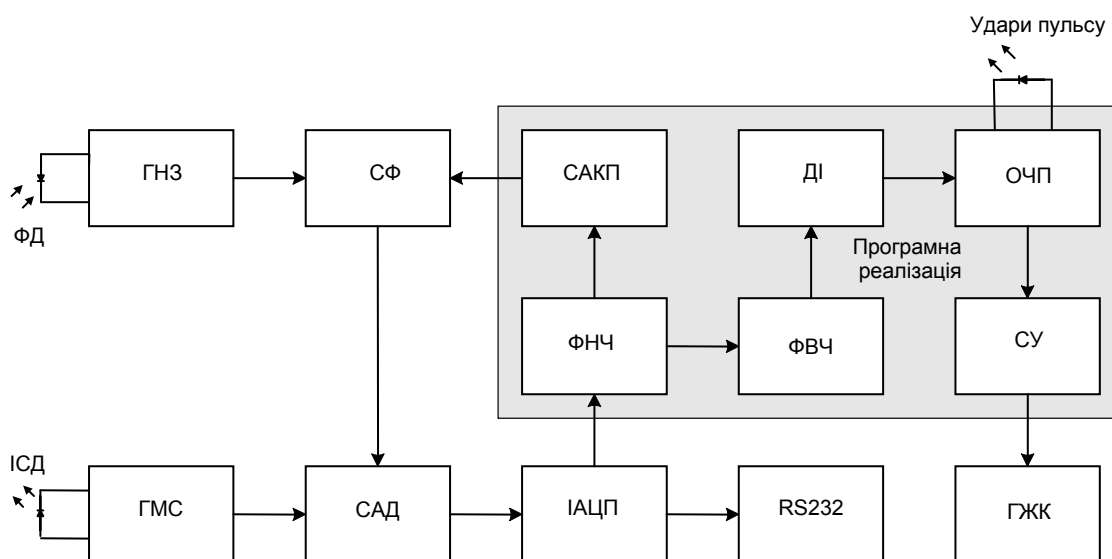 Удари пульсу
ГНЗ
СФ
САКП
ДІ
ОЧП
ФД
Програмна
реалізація
ФНЧ
ФВЧ
СУ
ІСД
ГМС
САД
ІАЦП
RS232
ГЖК